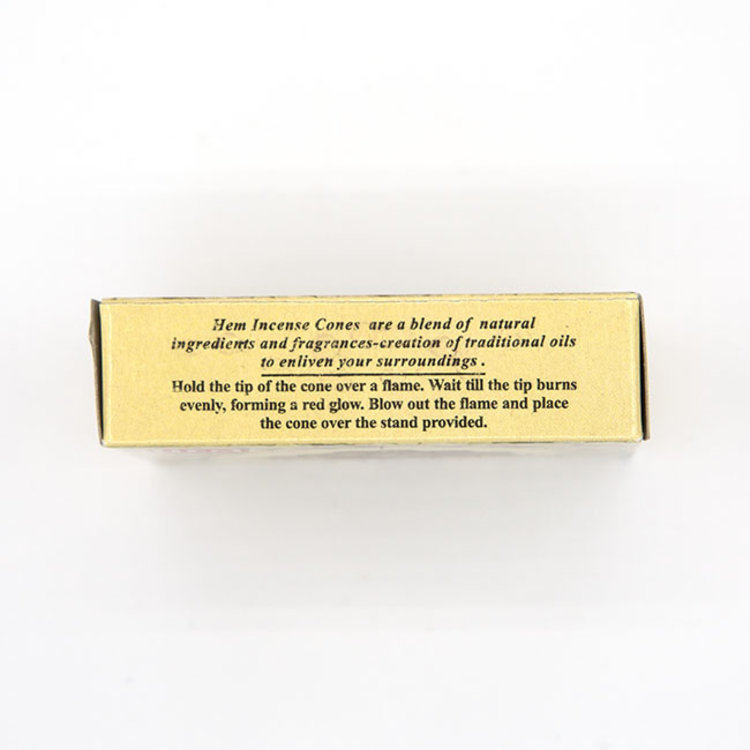 Hem Incense Cones are a blend of natural
ingredients and fragrances-creation of traditional oils
to enliven your surroundings .
Hold the tip of the cone over a flame. Wait till the tip burns
evenly, forming a red glow. Blow out the flame and place
the cone over the stand provided.